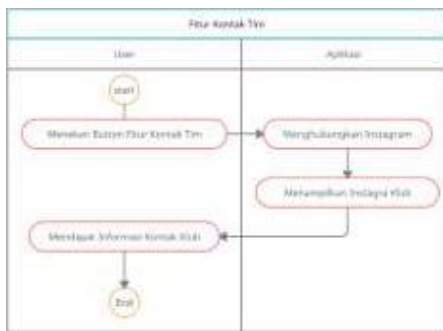 Fitur Kontak Tim
User
Aplikasi
start
Menekan Button Fitur Kontak Tim
Menghubungkan Instagram
Menampilkan Instagra Klub
Mendapat Informasi Kontak Klub
End